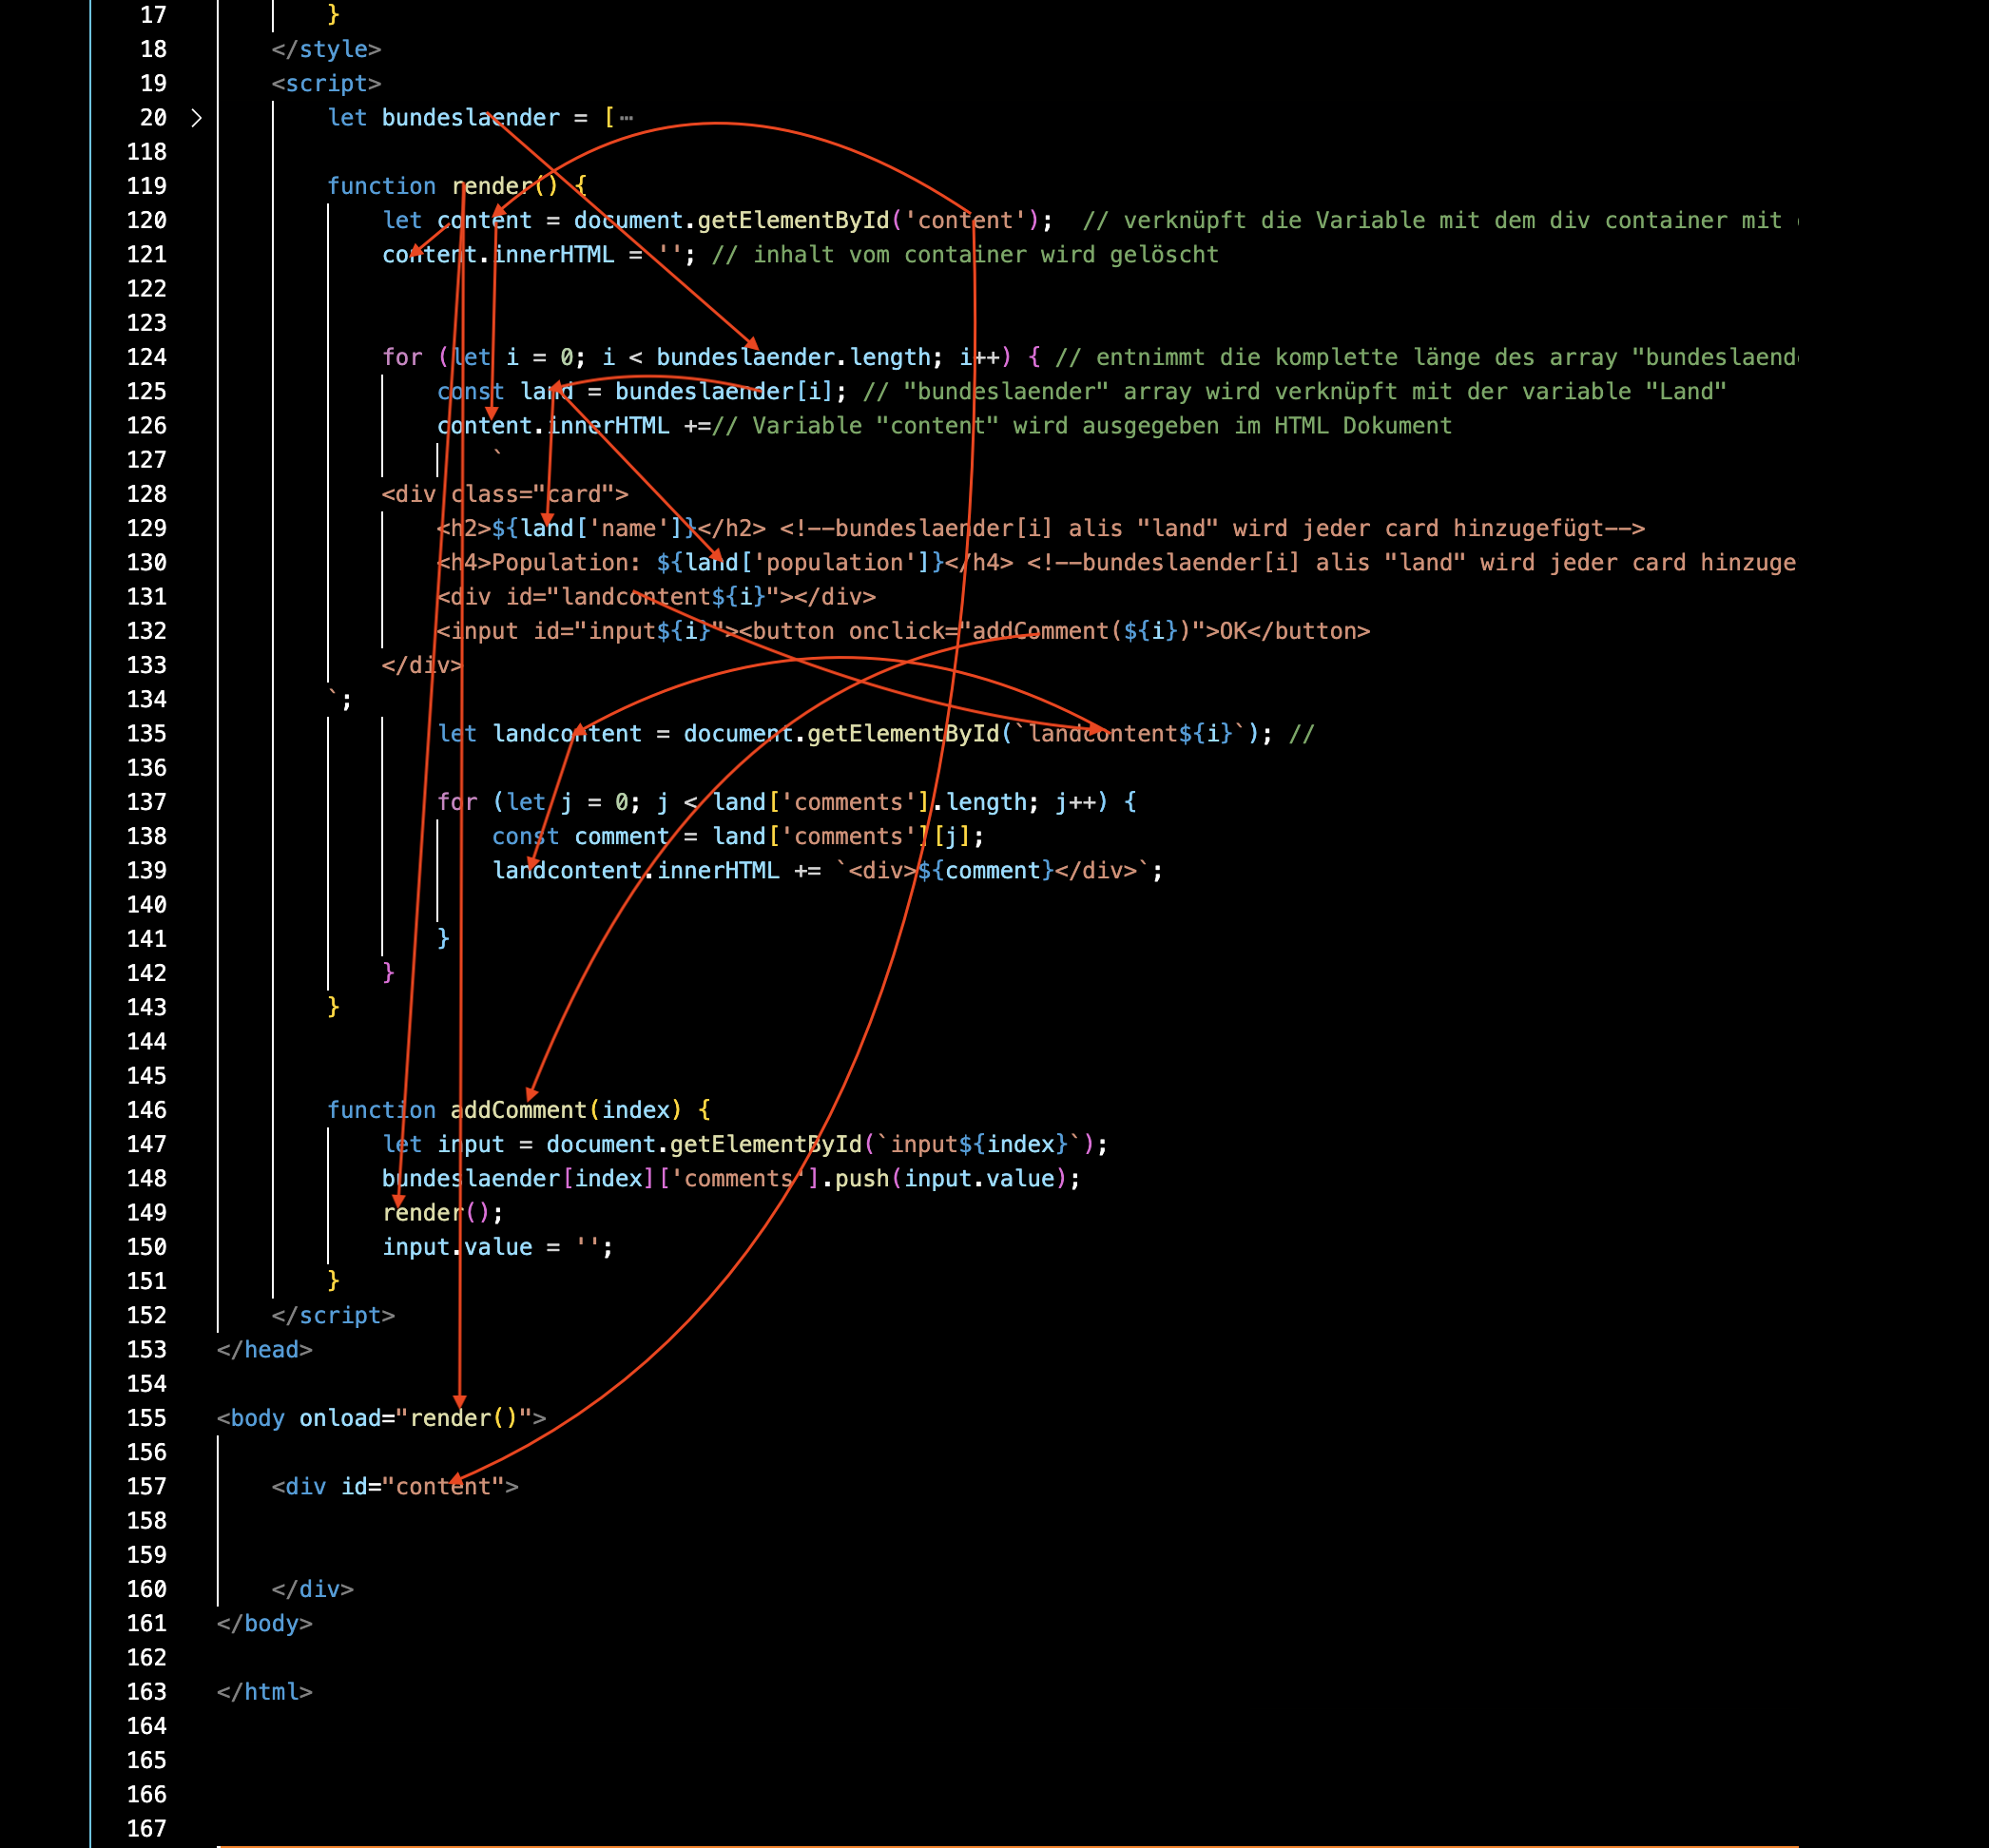 17 }
18 </style>
19 <script>
20 let bundeslaender = [⋯
118
119 function render() {
120 let content = document.getElementById('content');  // verknüpft die Variable mit dem div container mit
121 content.innerHTML = ''; // inhalt vom container wird gelöscht
122
123
124 for (let i = 0; i < bundeslaender.length; i++) { // entnimmt die komplette länge des array "bundeslaend
125 const land = bundeslaender[i]; // "bundeslaender" array wird verknüpft mit der variable "Land"
126 content.innerHTML +=// Variable "content" wird ausgegeben im HTML Dokument
127 `
128 <div class="card">
129 <h2>${land['name']}</h2> <!--bundeslaender[i] alis "land" wird jeder card hinzugefügt-->
130 <h4>Population: ${land['population']}</h4> <!--bundeslaender[i] alis "land" wird jeder card hinzuge
131 <div id="landcontent${i}"></div>
132 <input id="input${i}"><button onclick="addComment(${i})">OK</button>
133 </div>
134 `;
135 let landcontent = document.getElementById(`landcontent${i}`); //
136
137 for (let j = 0; j < land['comments'].length; j++) {
138 const comment = land['comments'][j];
139 landcontent.innerHTML += `<div>${comment}</div>`;
140
141 }
142 }
143 }
144
145
146 function addComment(index) {
147 let input = document.getElementById(`input${index}`);
148 bundeslaender[index]['comments'].push(input.value);
149 render();
150 input.value = '';
151 }
152 </script>
153 </head>
154
155 <body onload="render()">
156
157 <div id="content">
158
159
160 </div>
161 </body>
162
163 </html>
164
165
166
167